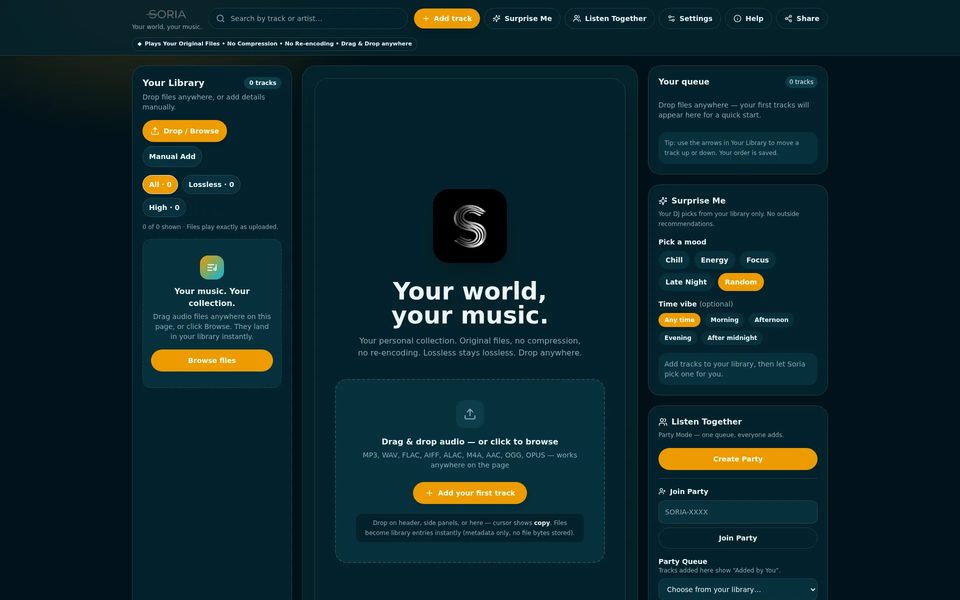 SORIA
Your world, your music.
Search by track or artist…
+ Add track
Surprise Me
Listen Together
Settings
Help
Share
◆ Plays Your Original Files • No Compression • No Re-encoding • Drag & Drop anywhere
Your Library
0 tracks
Drop files anywhere, or add details
manually.
Drop / Browse
Manual Add
All · 0
Lossless · 0
High · 0
0 of 0 shown · Files play exactly as uploaded.
Your music. Your
collection.
Drag audio files anywhere on this
page, or click Browse. They land
in your library instantly.
Browse files
S
Your world,
your music.
Your personal collection. Original files, no compression,
no re-encoding. Lossless stays lossless. Drop anywhere.
Drag & drop audio — or click to browse
MP3, WAV, FLAC, AIFF, ALAC, M4A, AAC, OGG, OPUS — works
anywhere on the page
+ Add your first track
Drop on header, side panels, or here — cursor shows copy. Files
become library entries instantly (metadata only, no file bytes stored).
Your queue
0 tracks
Drop files anywhere — your first tracks will
appear here for a quick start.
Tip: use the arrows in Your Library to move a
track up or down. Your order is saved.
Surprise Me
Your DJ picks from your library only. No outside
recommendations.
Pick a mood
Chill
Energy
Focus
Late Night
Random
Time vibe (optional)
Any time
Morning
Afternoon
Evening
After midnight
Add tracks to your library, then let Soria
pick one for you.
Listen Together
Party Mode — one queue, everyone adds.
Create Party
Join Party
SORIA-XXXX
Join Party
Party Queue
Tracks added here show “Added by You”.
Choose from your library...